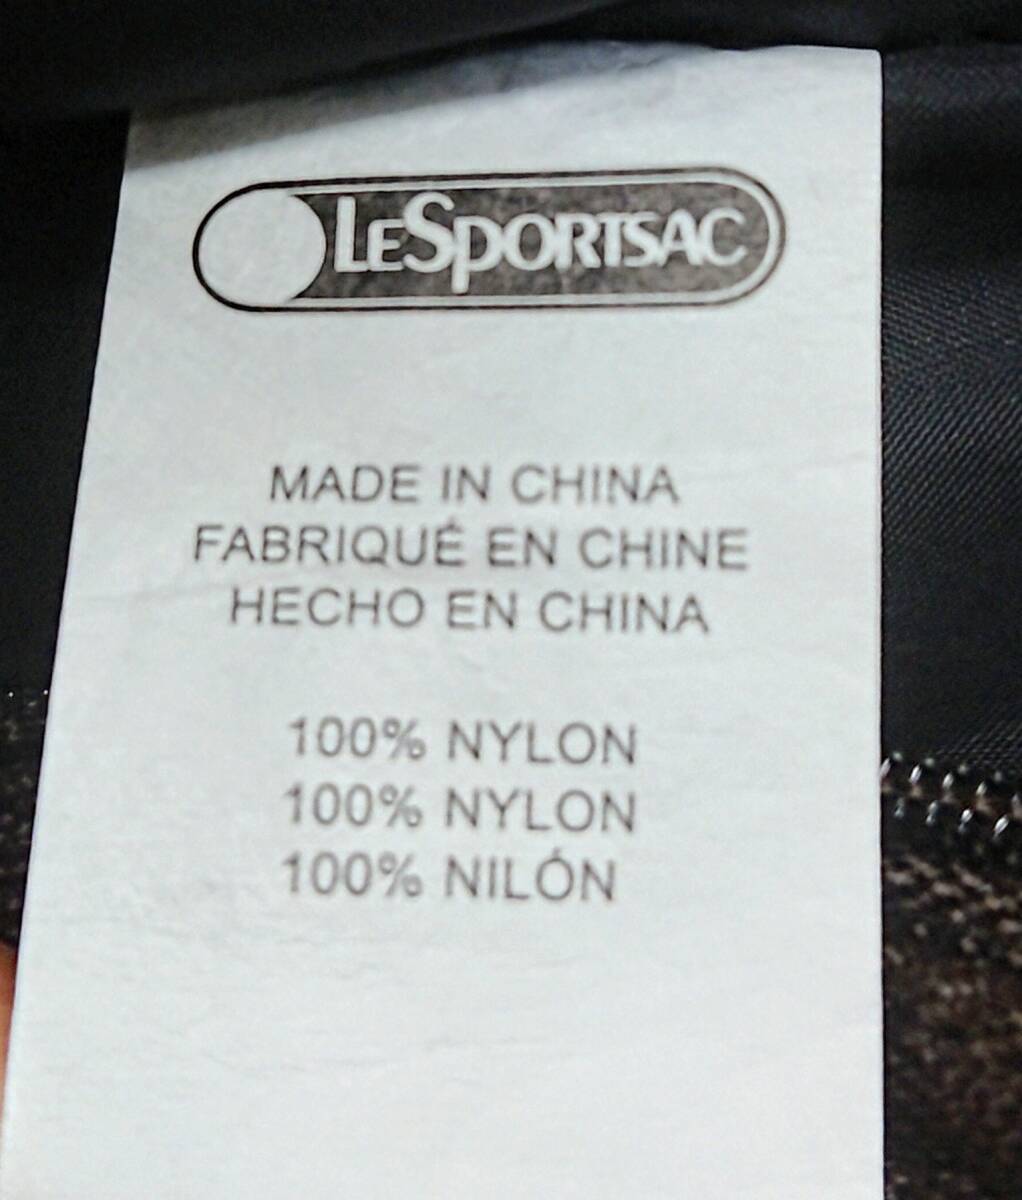 LESPORTSAC
MADE IN CHINA
FABRIQUÉ EN CHINE
HECHO EN CHINA
100% NYLON
100% NYLON
100% NILÓN